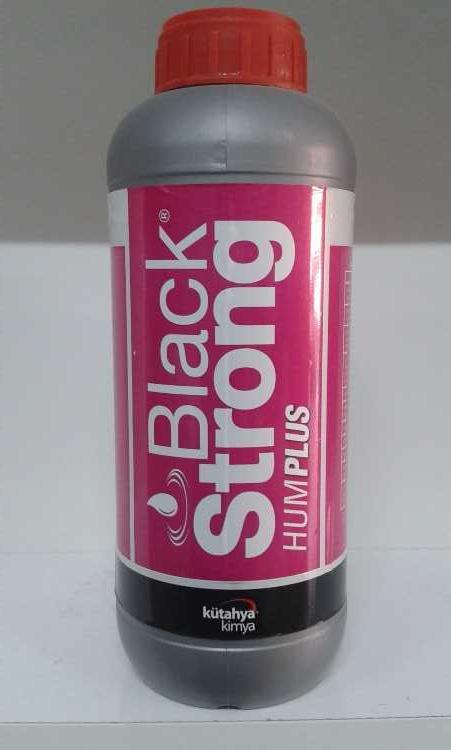 Black®
Strong
HUMPLUS
kütahya
kimya